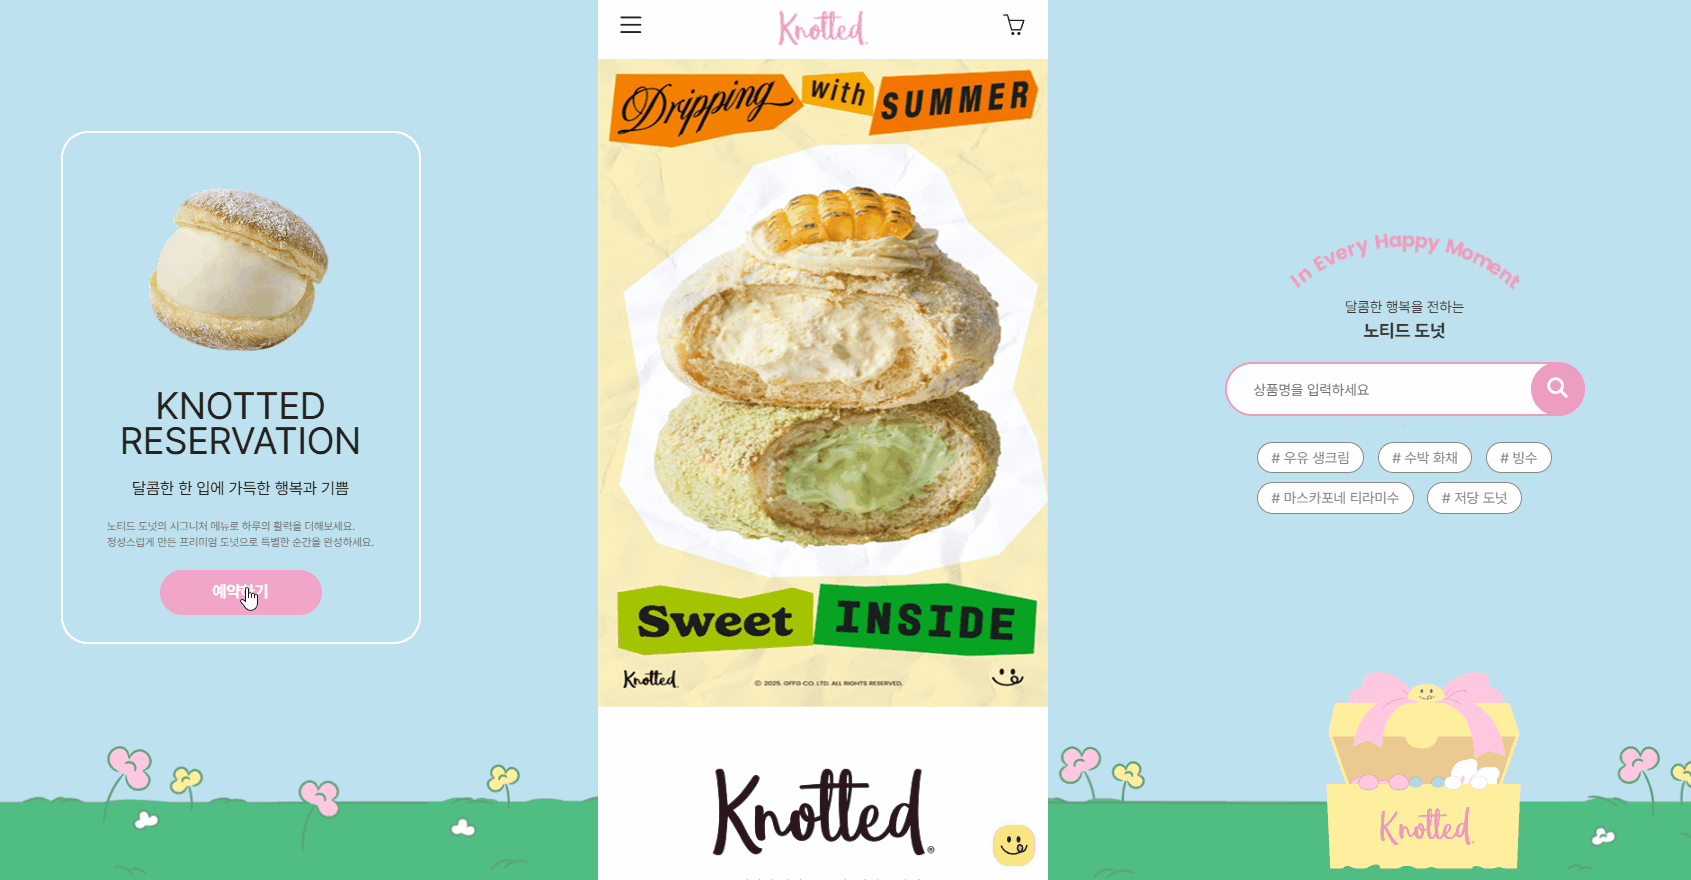 KNOTTED
RESERVATION
달콤한 한 입에 가득한 행복과 기쁨
노티드 도넛의 시그니처 메뉴로 하루의 활력을 더해보세요.
정성스럽게 만든 프리미엄 도넛으로 특별한 순간을 완성하세요.
예약하기
Knotted
Dripping with SUMMER
Sweet INSIDE
Knotted
© 2025. GFFG CO. LTD. ALL RIGHTS RESERVED.
Knotted®
In Every Happy Moment
달콤한 행복을 전하는
노티드 도넛
상품명을 입력하세요
# 우유 생크림
# 수박 화채
# 빙수
# 마스카포네 티라미수
# 저당 도넛
Knotted